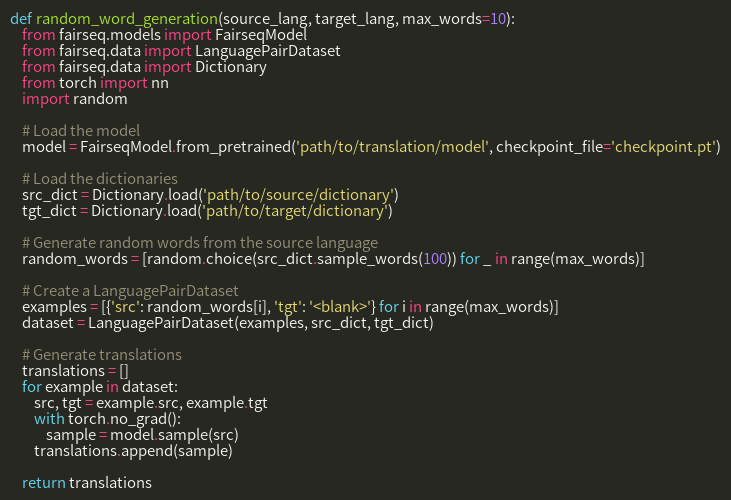 def random_word_generation(source_lang, target_lang, max_words=10):
from fairseq.models import FairseqModel
from fairseq.data import LanguagePairDataset
from fairseq.data import Dictionary
from torch import nn
import random
# Load the model
model = FairseqModel.from_pretrained('path/to/translation/model', checkpoint_file='checkpoint.pt')
# Load the dictionaries
src_dict = Dictionary.load('path/to/source/dictionary')
tgt_dict = Dictionary.load('path/to/target/dictionary')
# Generate random words from the source language
random_words = [random.choice(src_dict.sample_words(100)) for _ in range(max_words)]
# Create a LanguagePairDataset
examples = [{'src': random_words[i], 'tgt': '<blank>'} for i in range(max_words)]
dataset = LanguagePairDataset(examples, src_dict, tgt_dict)
# Generate translations
translations = []
for example in dataset:
src, tgt = example.src, example.tgt
with torch.no_grad():
sample = model.sample(src)
translations.append(sample)
return translations